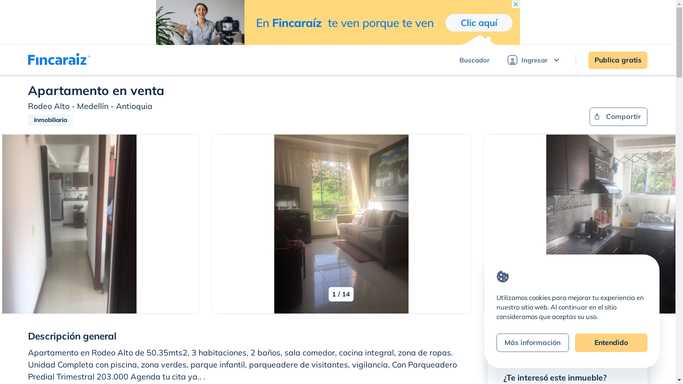 En Fincaraíz te ven porque te ven
Clic aquí
Fincaraíz
Buscador
Ingresar
Publica gratis
Apartamento en venta
Rodeo Alto - Medellín - Antioquia
Inmobiliaria
Compartir
1 / 14
Utilizamos cookies para mejorar tu experiencia en
nuestro sitio web. Al continuar en el sitio
consideramos que aceptas su uso.
Más información
Entendido
Descripción general
Apartamento en Rodeo Alto de 50.35mts2, 3 habitaciones, 2 baños, sala comedor, cocina integral, zona de ropas.
Unidad Completa con piscina, zona verdes, parque infantil, parqueadere de visitantes, vigilancia. Con Parqueadero
Predial Trimestral 203.000 Agenda tu cita ya.. .
¿Te interesó este inmueble?